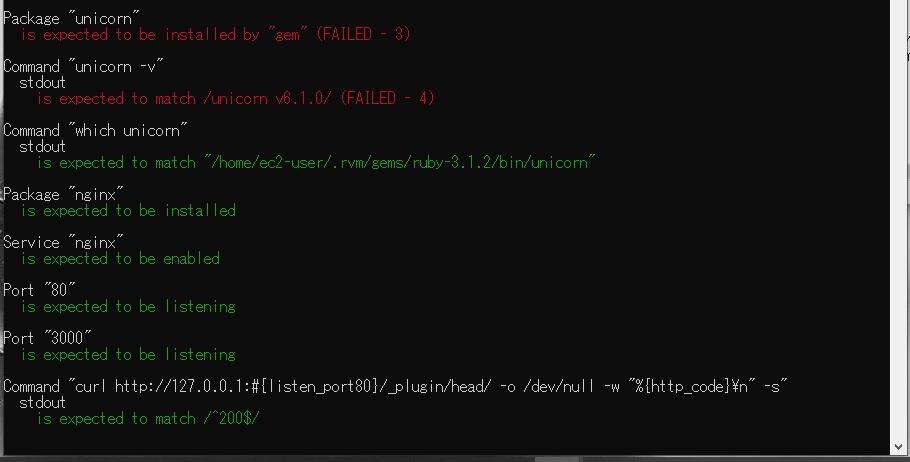 Package "unicorn"
is expected to be installed by "gem" (FAILED - 3)
Command "unicorn -v"
stdout
is expected to match /unicorn v6.1.0/ (FAILED - 4)
Command "which unicorn"
stdout
is expected to match "/home/ec2-user/.rvm/gems/ruby-3.1.2/bin/unicorn"
Package "nginx"
is expected to be installed
Service "nginx"
is expected to be enabled
Port "80"
is expected to be listening
Port "3000"
is expected to be listening
Command "curl http://127.0.0.1:#{listen_port80}/_plugin/head/ -o /dev/null -w "%{http_code}¥n" -s"
stdout
is expected to match /^200$/